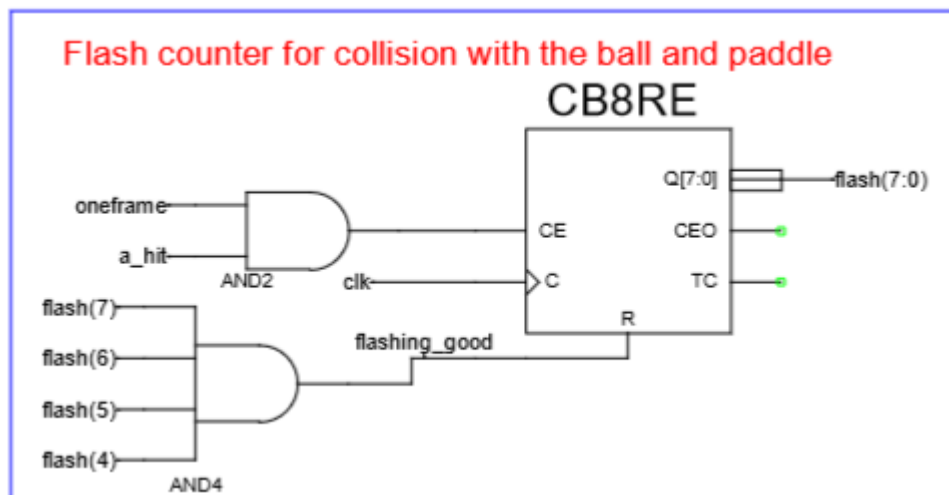 Flash counter for collision with the ball and paddle
CB8RE
Q[7:0]
flash(7:0)
oneframe
CE
CEO
a_hit
AND2
clk
C
TC
flash(7)
R
flashing_good
flash(6)
flash(5)
flash(4)
AND4